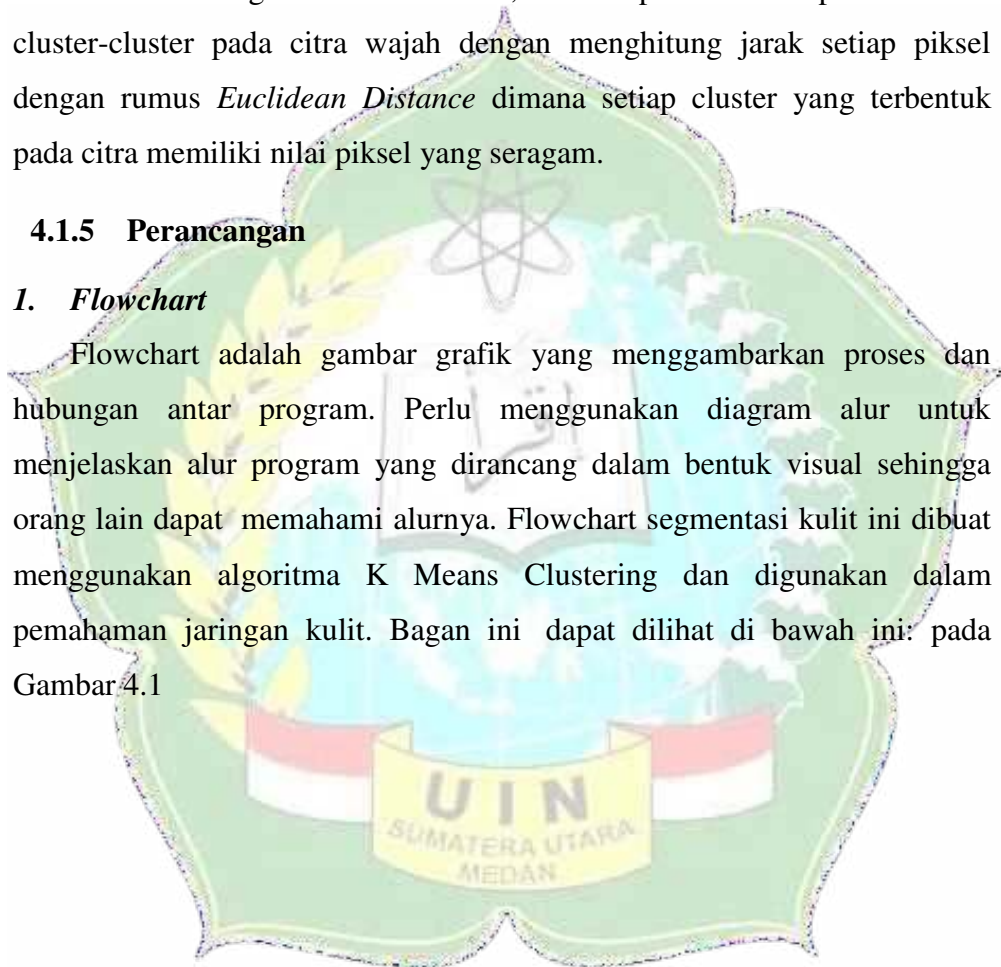 cluster-cluster pada citra wajah dengan menghitung jarak setiap piksel
dengan rumus Euclidean Distance dimana setiap cluster yang terbentuk
pada citra memiliki nilai piksel yang seragam.
4.1.5 Perancangan
1. Flowchart
Flowchart adalah gambar grafik yang menggambarkan proses dan
hubungan antar program. Perlu menggunakan diagram alur untuk
menjelaskan alur program yang dirancang dalam bentuk visual sehingga
orang lain dapat memahami alurnya. Flowchart segmentasi kulit ini dibuat
menggunakan algoritma K Means Clustering dan digunakan dalam
pemahaman jaringan kulit. Bagan ini dapat dilihat di bawah ini: pada
Gambar 4.1
UIN
SUMATERA UTARA
MEDAN